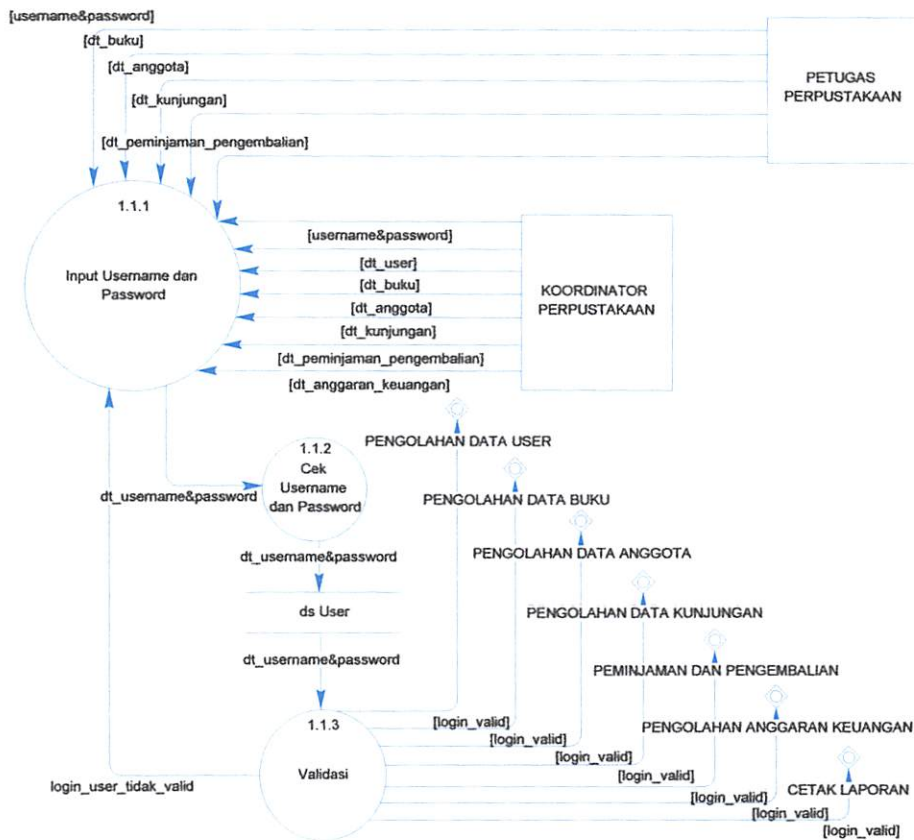 [username&password]
[dt_buku]
[dt_anggota]
[dt_kunjungan]
[dt_peminjaman_pengembalian]
PETUGAS
PERPUSTAKAAN
1.1.1
Input Username dan
Password
[username&password]
[dt_user]
[dt_buku]
[dt_anggota]
[dt_kunjungan]
[dt_peminjaman_pengembalian]
[dt_anggaran_keuangan]
KOORDINATOR
PERPUSTAKAAN
PENGOLAHAN DATA USER
1.1.2
Cek
Username
dan Password
dt_username&password
PENGOLAHAN DATA BUKU
PENGOLAHAN DATA ANGGOTA
dt_username&password
ds User
PENGOLAHAN DATA KUNJUNGAN
dt_username&password
PEMINJAMAN DAN PENGEMBALIAN
1.1.3
Validasi
[login_valid]
[login_valid]
[login_valid]
[login_valid]
[login_valid]
[login_valid]
PENGOLAHAN ANGGARAN KEUANGAN
CETAK LAPORAN
login_user_tidak_valid